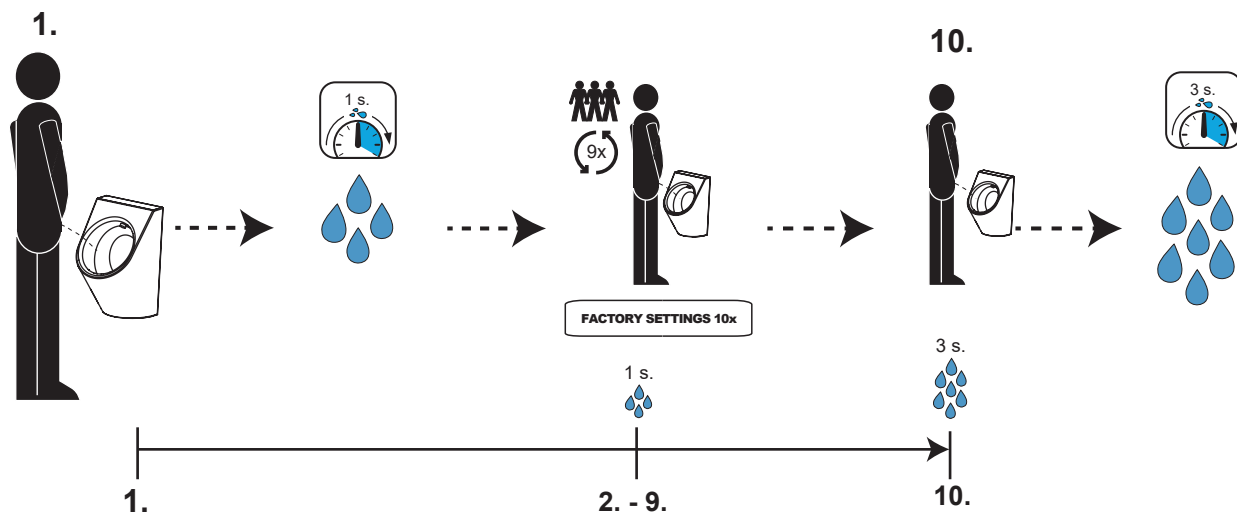 1.
10.
1 s.
3 s.
9x
FACTORY SETTINGS 10x
1 s.
3 s.
1.
2. - 9.
10.